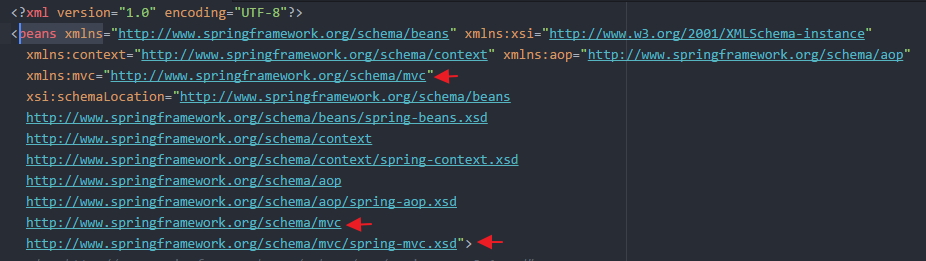 <?xml version="1.0" encoding="UTF-8"?>
<beans xmlns="http://www.springframework.org/schema/beans" xmlns:xsi="http://www.w3.org/2001/XMLSchema-instance"
xmlns:context="http://www.springframework.org/schema/context" xmlns:aop="http://www.springframework.org/schema/aop"
xmlns:mvc="http://www.springframework.org/schema/mvc"
xsi:schemaLocation="http://www.springframework.org/schema/beans
http://www.springframework.org/schema/beans/spring-beans.xsd
http://www.springframework.org/schema/context
http://www.springframework.org/schema/context/spring-context.xsd
http://www.springframework.org/schema/aop
http://www.springframework.org/schema/aop/spring-aop.xsd
http://www.springframework.org/schema/mvc
http://www.springframework.org/schema/mvc/spring-mvc.xsd">